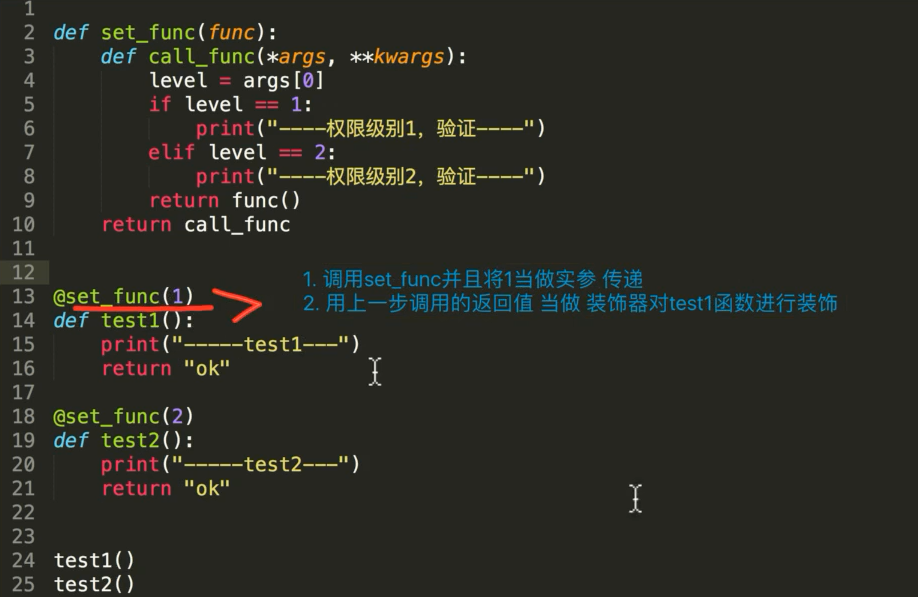 1
2 def set_func(func):
3     def call_func(*args, **kwargs):
4         level = args[0]
5         if level == 1:
6             print("----权限级别1，验证----")
7         elif level == 2:
8             print("----权限级别2，验证----")
9         return func()
10     return call_func
11
12 1. 调用set_func并且将1当做实参 传递
13 @set_func(1) 2. 用上一步调用的返回值 当做 装饰器对test1函数进行装饰
14 def test1():
15     print("-----test1---")
16     return "ok"
17
18 @set_func(2)
19 def test2():
20     print("-----test2---")
21     return "ok"
22
23
24 test1()
25 test2()